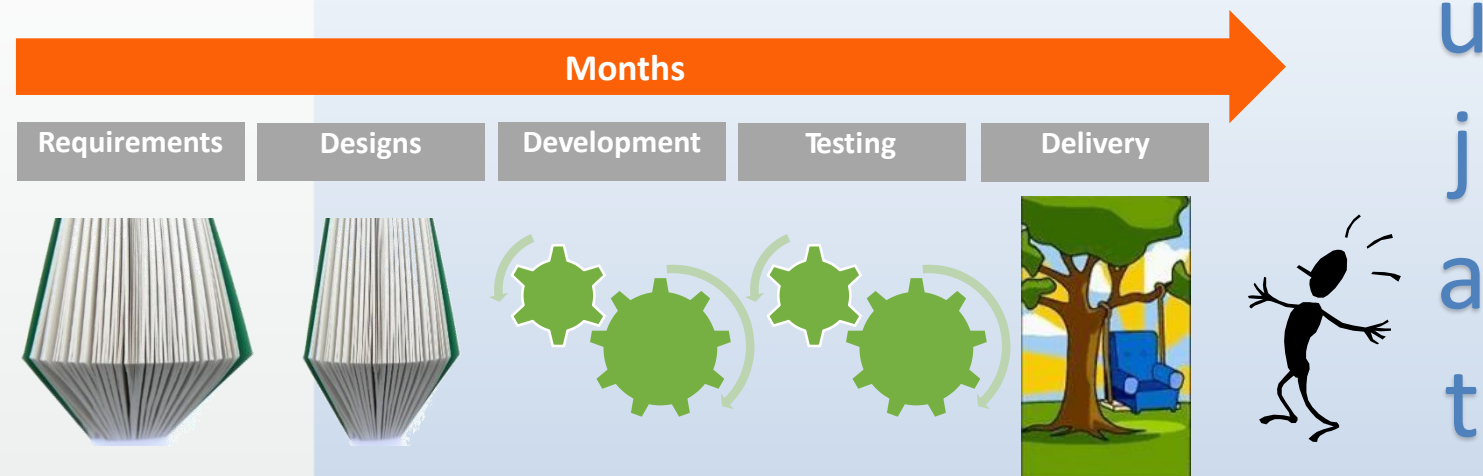 Months
Requirements
Designs
Development
Testing
Delivery
u
j
a
t